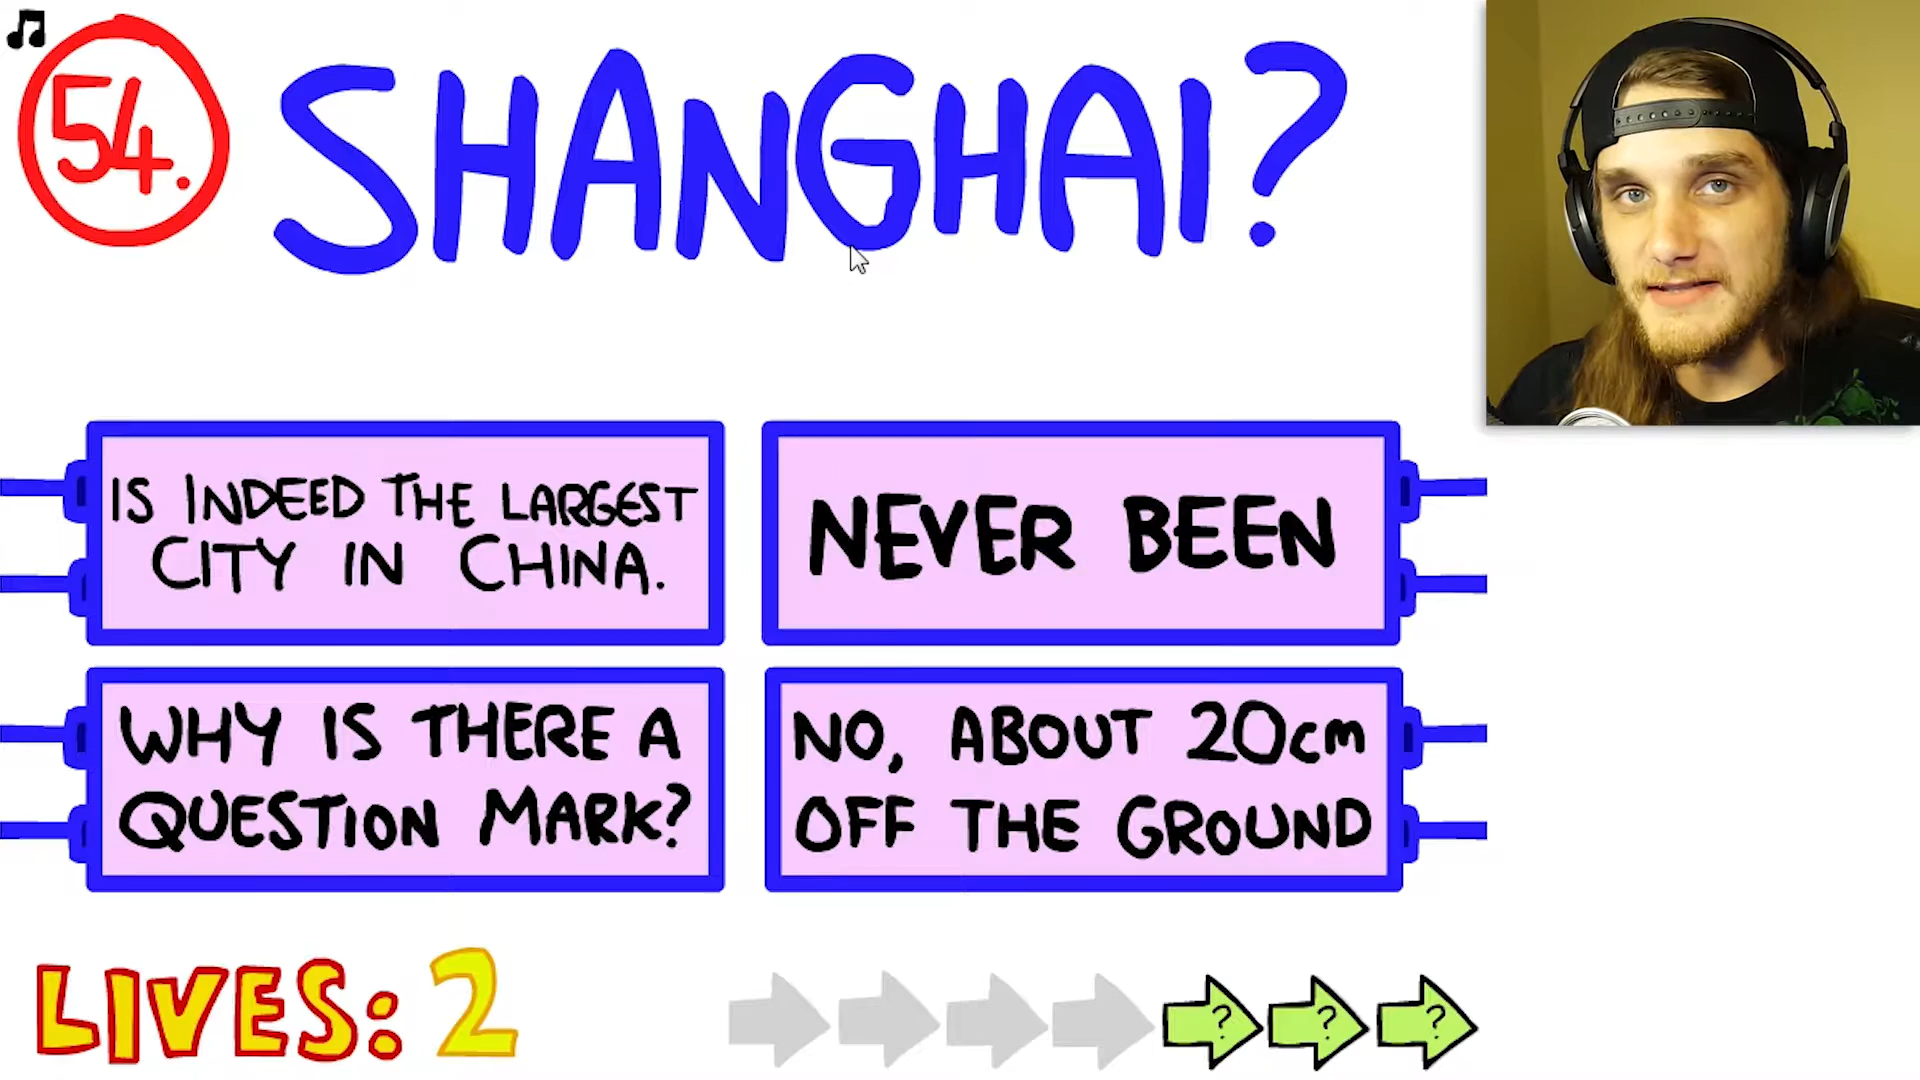 54.
SHANGHAI?
IS INDEED THE LARGEST
CITY IN CHINA.
NEVER BEEN
WHY IS THERE A
QUESTION MARK?
NO, ABOUT 20cm
OFF THE GROUND
LIVES: 2
? ? ?